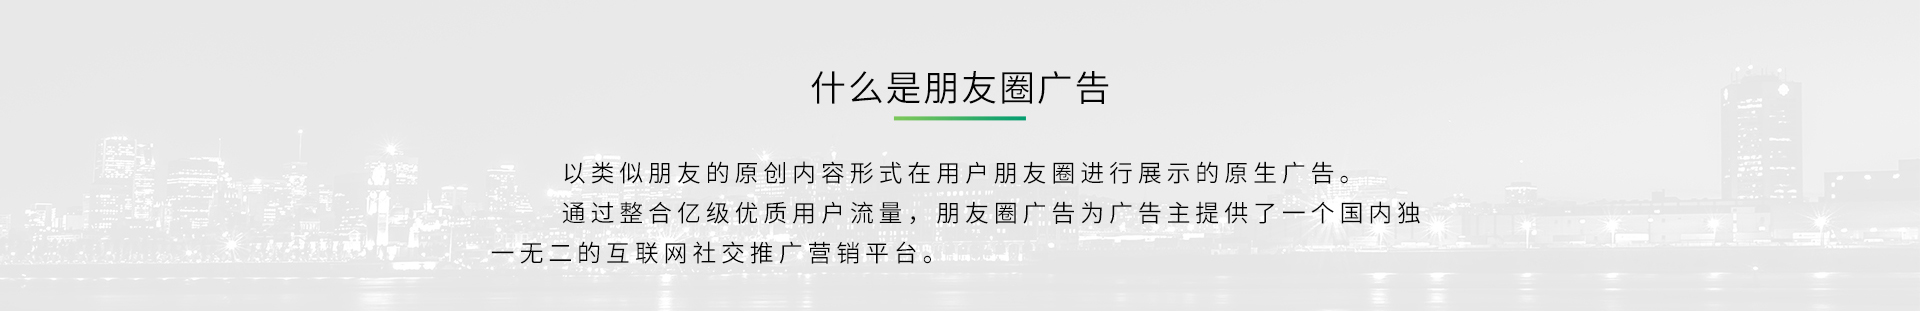 什么是朋友圈广告
以类似朋友的原创内容形式在用户朋友圈进行展示的原生广告。
通过整合亿级优质用户流量，朋友圈广告为广告主提供了一个国内独
一无二的互联网社交推广营销平台。